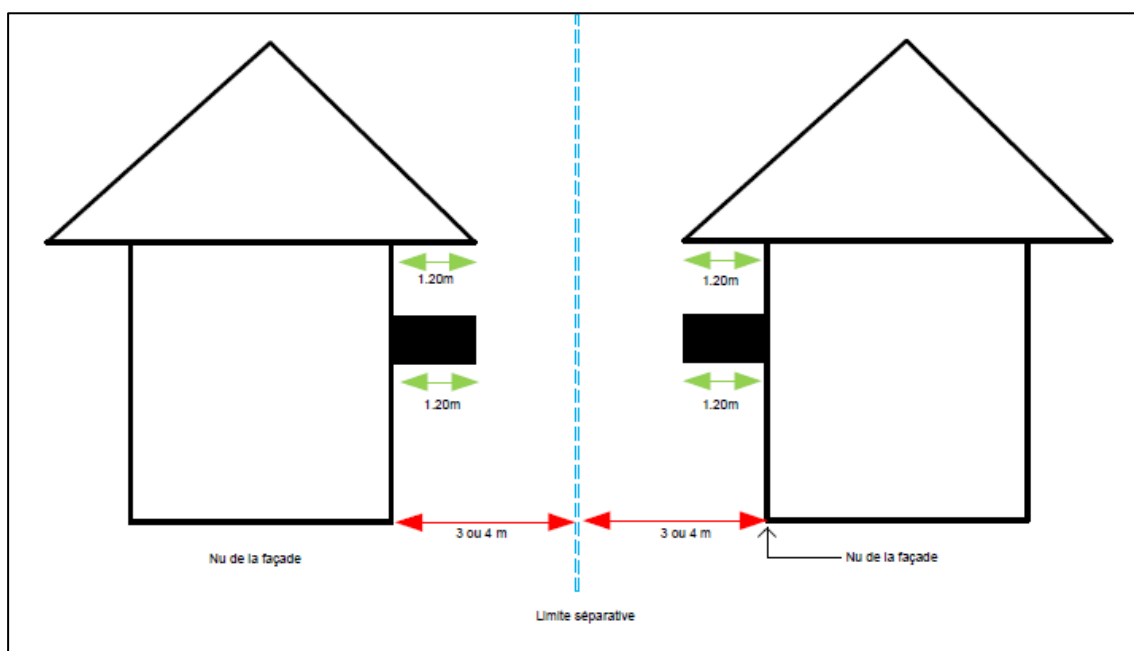 1.20m
1.20m
1.20m
1.20m
3 ou 4 m
3 ou 4 m
Nu de la façade
Nu de la façade
Limite séparative